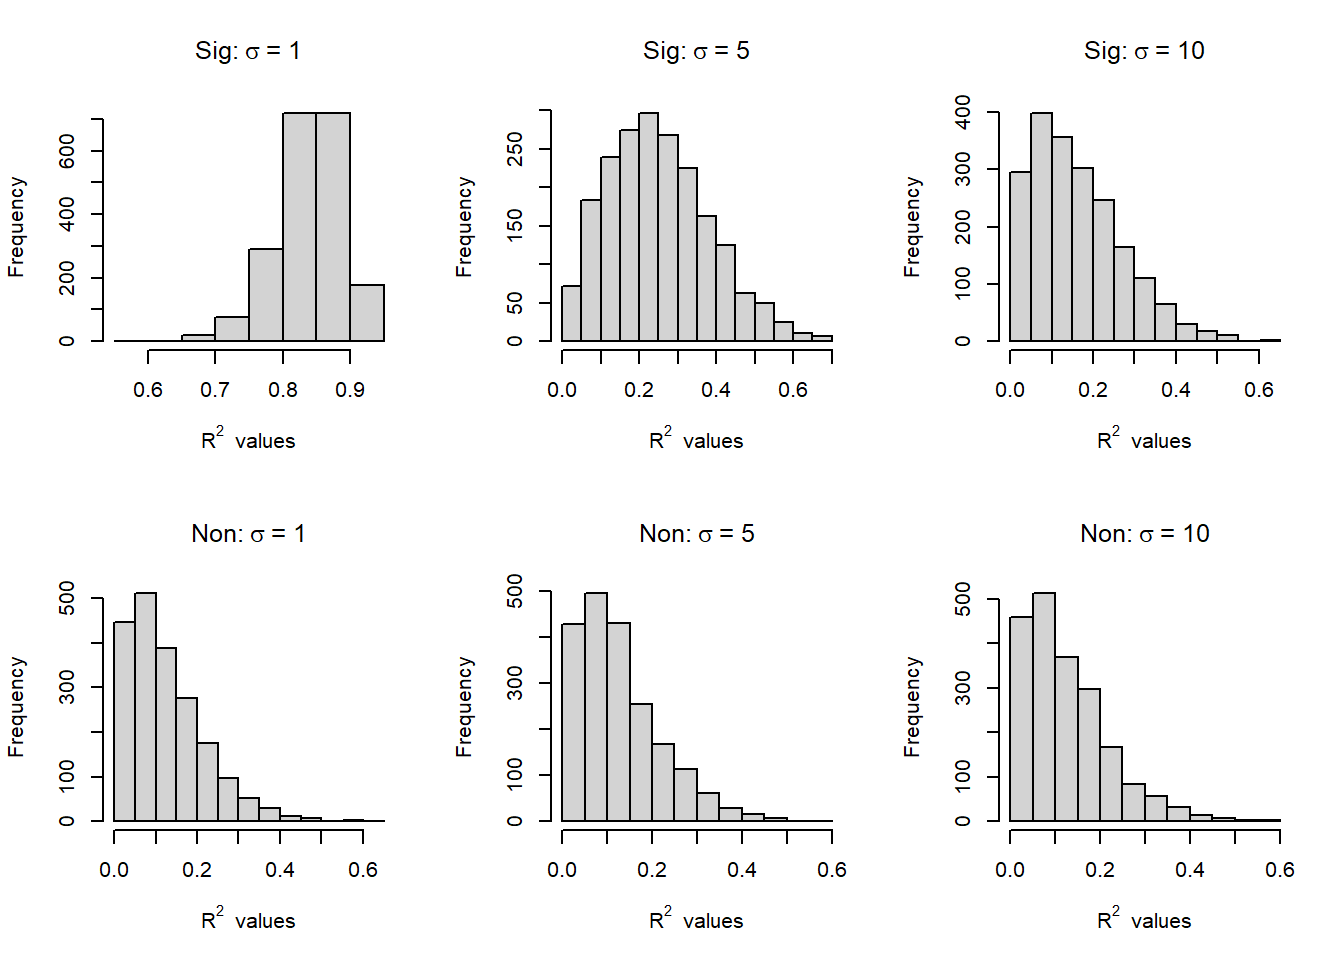 Sig: σ = 1
Frequency
0 200 400 600
0.6 0.7 0.8 0.9
R² values
Sig: σ = 5
Frequency
0 50 150 250
0.0 0.2 0.4 0.6
R² values
Sig: σ = 10
Frequency
0 100 200 300 400
0.0 0.2 0.4 0.6
R² values
Non: σ = 1
Frequency
0 100 300 500
0.0 0.2 0.4 0.6
R² values
Non: σ = 5
Frequency
0 100 300 500
0.0 0.2 0.4 0.6
R² values
Non: σ = 10
Frequency
0 100 300 500
0.0 0.2 0.4 0.6
R² values